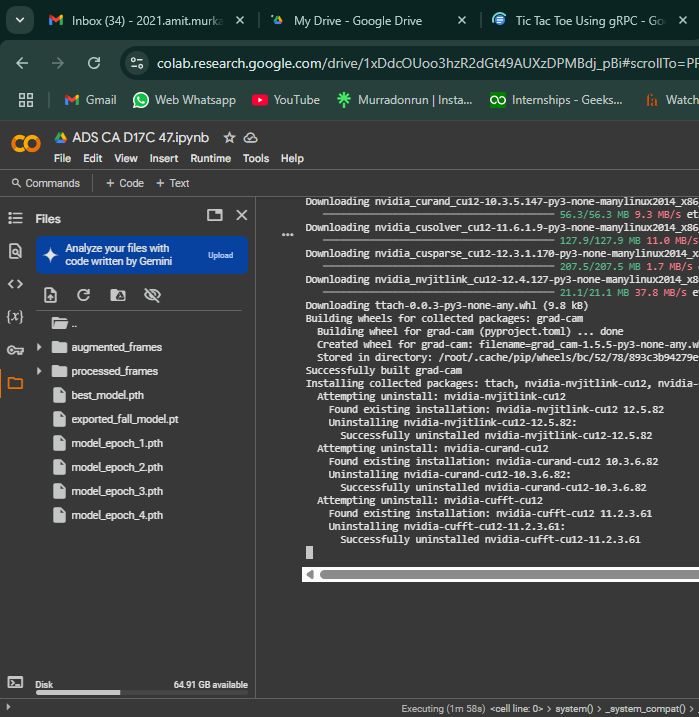 Inbox (34) - 2021.amit.murka
My Drive - Google Drive
Tic Tac Toe Using gRPC - Goo
colab.research.google.com/drive/1xDdcOUoo3hzR2dGt49AUXzDPMBdj_pBi#scrollTo=PF
Gmail
Web Whatsapp
YouTube
Murradonrun | Insta...
Internships - Geeks...
Watch
CO
ADS CA D17C 47.ipynb
File Edit View Insert Runtime Tools Help
Commands
+ Code
+ Text
Files
Analyze your files with
code written by Gemini
Upload
{x}
..
augmented_frames
processed_frames
best_model.pth
exported_fall_model.pt
model_epoch_1.pth
model_epoch_2.pth
model_epoch_3.pth
model_epoch_4.pth
Disk
64.91 GB available
Downloading nvidia_curand_cu12-10.3.5.147-py3-none-manylinux2014_x86
56.3/56.3 MB 9.3 MB/s et
Downloading nvidia_cusolver_cu12-11.6.1.9-py3-none-manylinux2014_x86
127.9/127.9 MB 11.0 MB/s
Downloading nvidia_cusparse_cu12-12.3.1.170-py3-none-manylinux2014_x
207.5/207.5 MB 1.7 MB/s
Downloading nvidia_nvjitlink_cu12-12.4.127-py3-none-manylinux2014_x8
21.1/21.1 MB 37.8 MB/s et
Downloading ttach-0.0.3-py3-none-any.whl (9.8 kB)
Building wheels for collected packages: grad-cam
Building wheel for grad-cam (pyproject.toml) ... done
Created wheel for grad-cam: filename=grad_cam-1.5.5-py3-none-any.w
Stored in directory: /root/.cache/pip/wheels/bc/52/78/893c3b94279e
Successfully built grad-cam
Installing collected packages: ttach, nvidia-nvjitlink-cu12, nvidia-
Attempting uninstall: nvidia-nvjitlink-cu12
Found existing installation: nvidia-nvjitlink-cu12 12.5.82
Uninstalling nvidia-nvjitlink-cu12-12.5.82:
Successfully uninstalled nvidia-nvjitlink-cu12-12.5.82
Attempting uninstall: nvidia-curand-cu12
Found existing installation: nvidia-curand-cu12 10.3.6.82
Uninstalling nvidia-curand-cu12-10.3.6.82:
Successfully uninstalled nvidia-curand-cu12-10.3.6.82
Attempting uninstall: nvidia-cufft-cu12
Found existing installation: nvidia-cufft-cu12 11.2.3.61
Uninstalling nvidia-cufft-cu12-11.2.3.61:
Successfully uninstalled nvidia-cufft-cu12-11.2.3.61
Executing (1m 58s) <cell line: 0> > system() > _system_compat() >